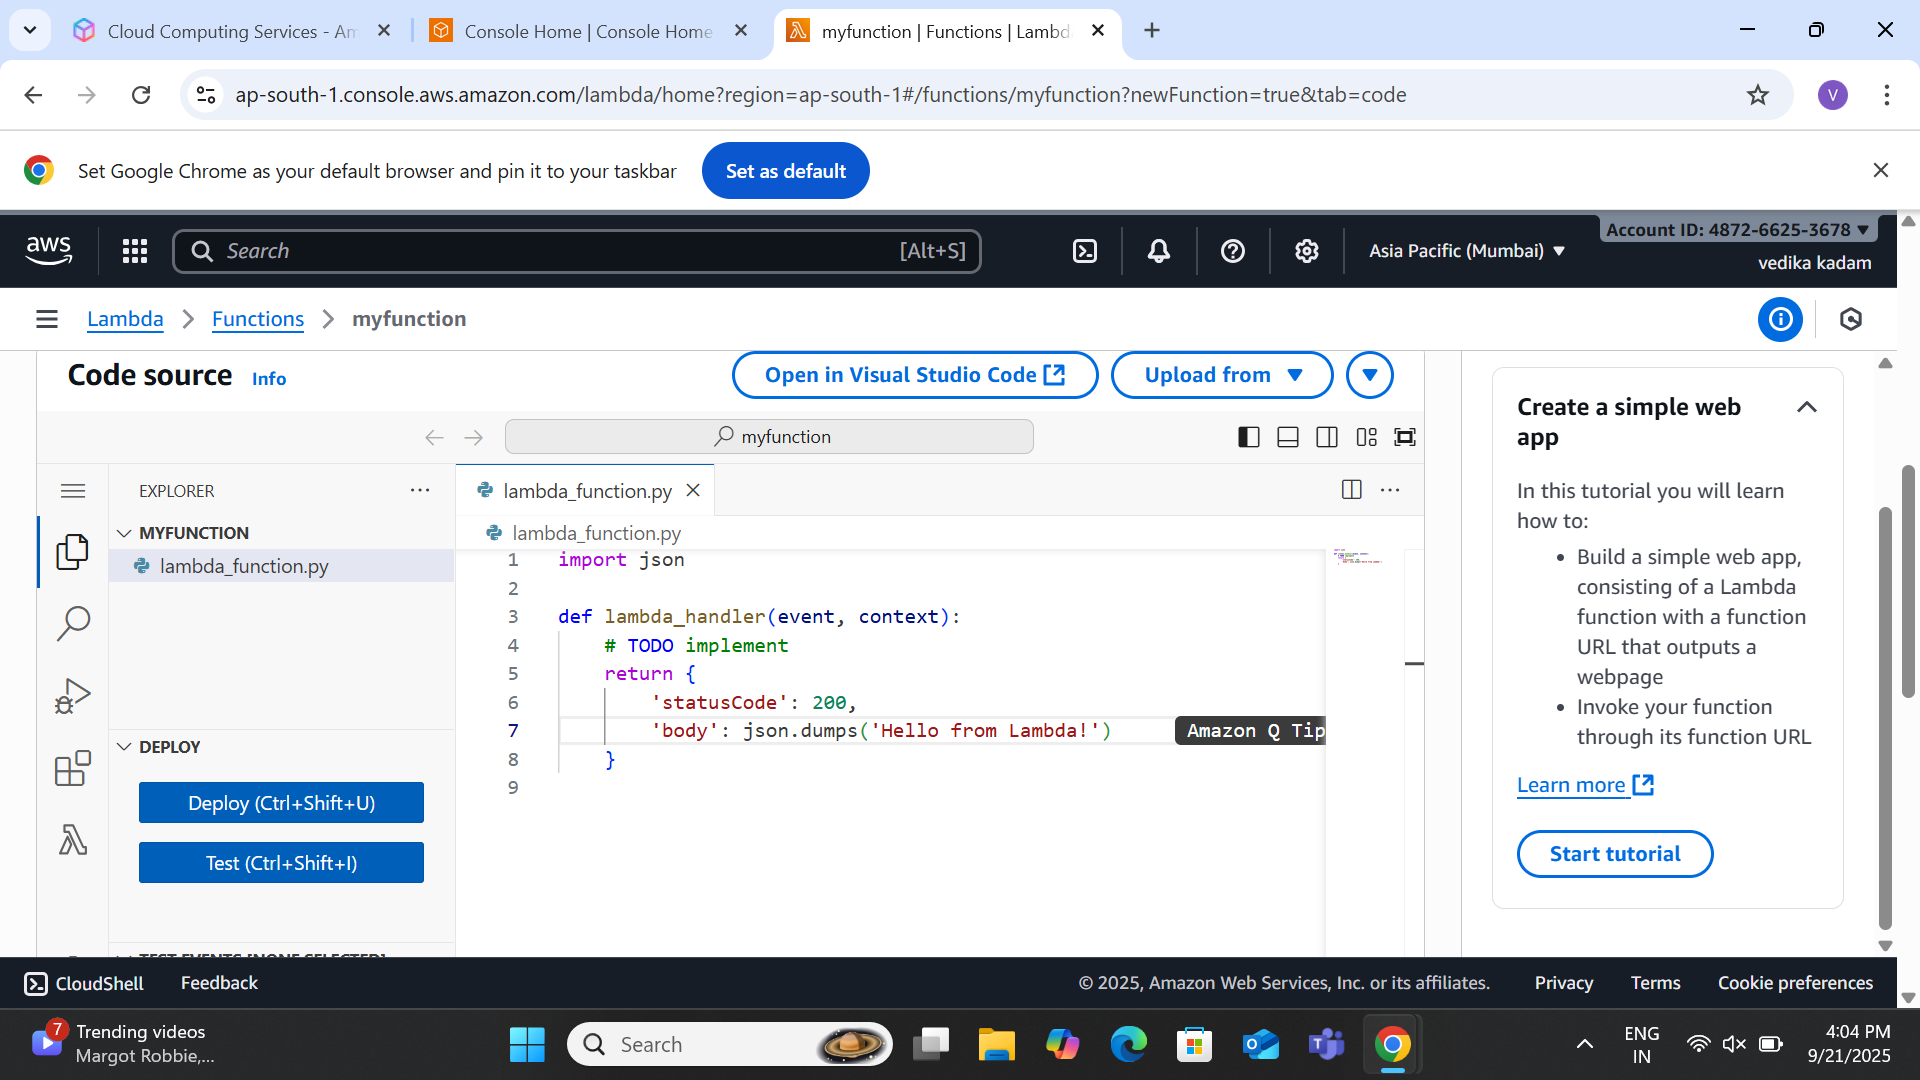 Cloud Computing Services - Am
Console Home | Console Home
myfunction | Functions | Lambda
ap-south-1.console.aws.amazon.com/lambda/home?region=ap-south-1#/functions/myfunction?newFunction=true&tab=code
V
Set Google Chrome as your default browser and pin it to your taskbar
Set as default
aws
Search
[Alt+S]
Asia Pacific (Mumbai)
Account ID: 4872-6625-3678
vedika kadam
Lambda
Functions
myfunction
Code source Info
Open in Visual Studio Code
Upload from
myfunction
EXPLORER
MYFUNCTION
lambda_function.py
DEPLOY
Deploy (Ctrl+Shift+U)
Test (Ctrl+Shift+I)
TEST EVENTS [NONE SELECTED]
lambda_function.py
lambda_function.py
1 import json
2
3 def lambda_handler(event, context):
4 # TODO implement
5 return {
6 'statusCode': 200,
7 'body': json.dumps('Hello from Lambda!') Amazon Q Tip
8 }
9
Create a simple web
app
In this tutorial you will learn
how to:
• Build a simple web app,
consisting of a Lambda
function with a function
URL that outputs a
webpage
• Invoke your function
through its function URL
Learn more
Start tutorial
CloudShell
Feedback
© 2025, Amazon Web Services, Inc. or its affiliates.
Privacy
Terms
Cookie preferences
7
Trending videos
Margot Robbie,...
Search
ENG
IN
4:04 PM
9/21/2025